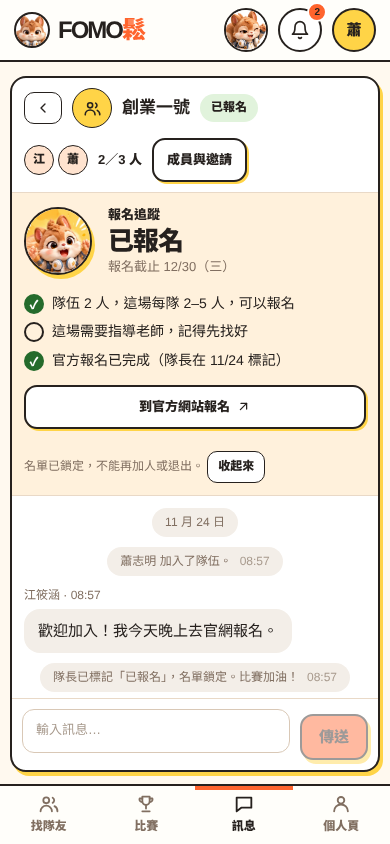 FOMO鬆
2
蕭
創業一號
已報名
江
蕭
2／3 人
成員與邀請
報名追蹤
已報名
報名截止 12/30（三）
隊伍 2 人，這場每隊 2–5 人，可以報名
這場需要指導老師，記得先找好
官方報名已完成（隊長在 11/24 標記）
到官方網站報名 ↗
名單已鎖定，不能再加人或退出。
收起來
11 月 24 日
蕭志明 加入了隊伍。 08:57
江筱涵 · 08:57
歡迎加入！我今天晚上去官網報名。
隊長已標記「已報名」，名單鎖定。比賽加油！ 08:57
輸入訊息…
傳送
找隊友
比賽
訊息
個人頁